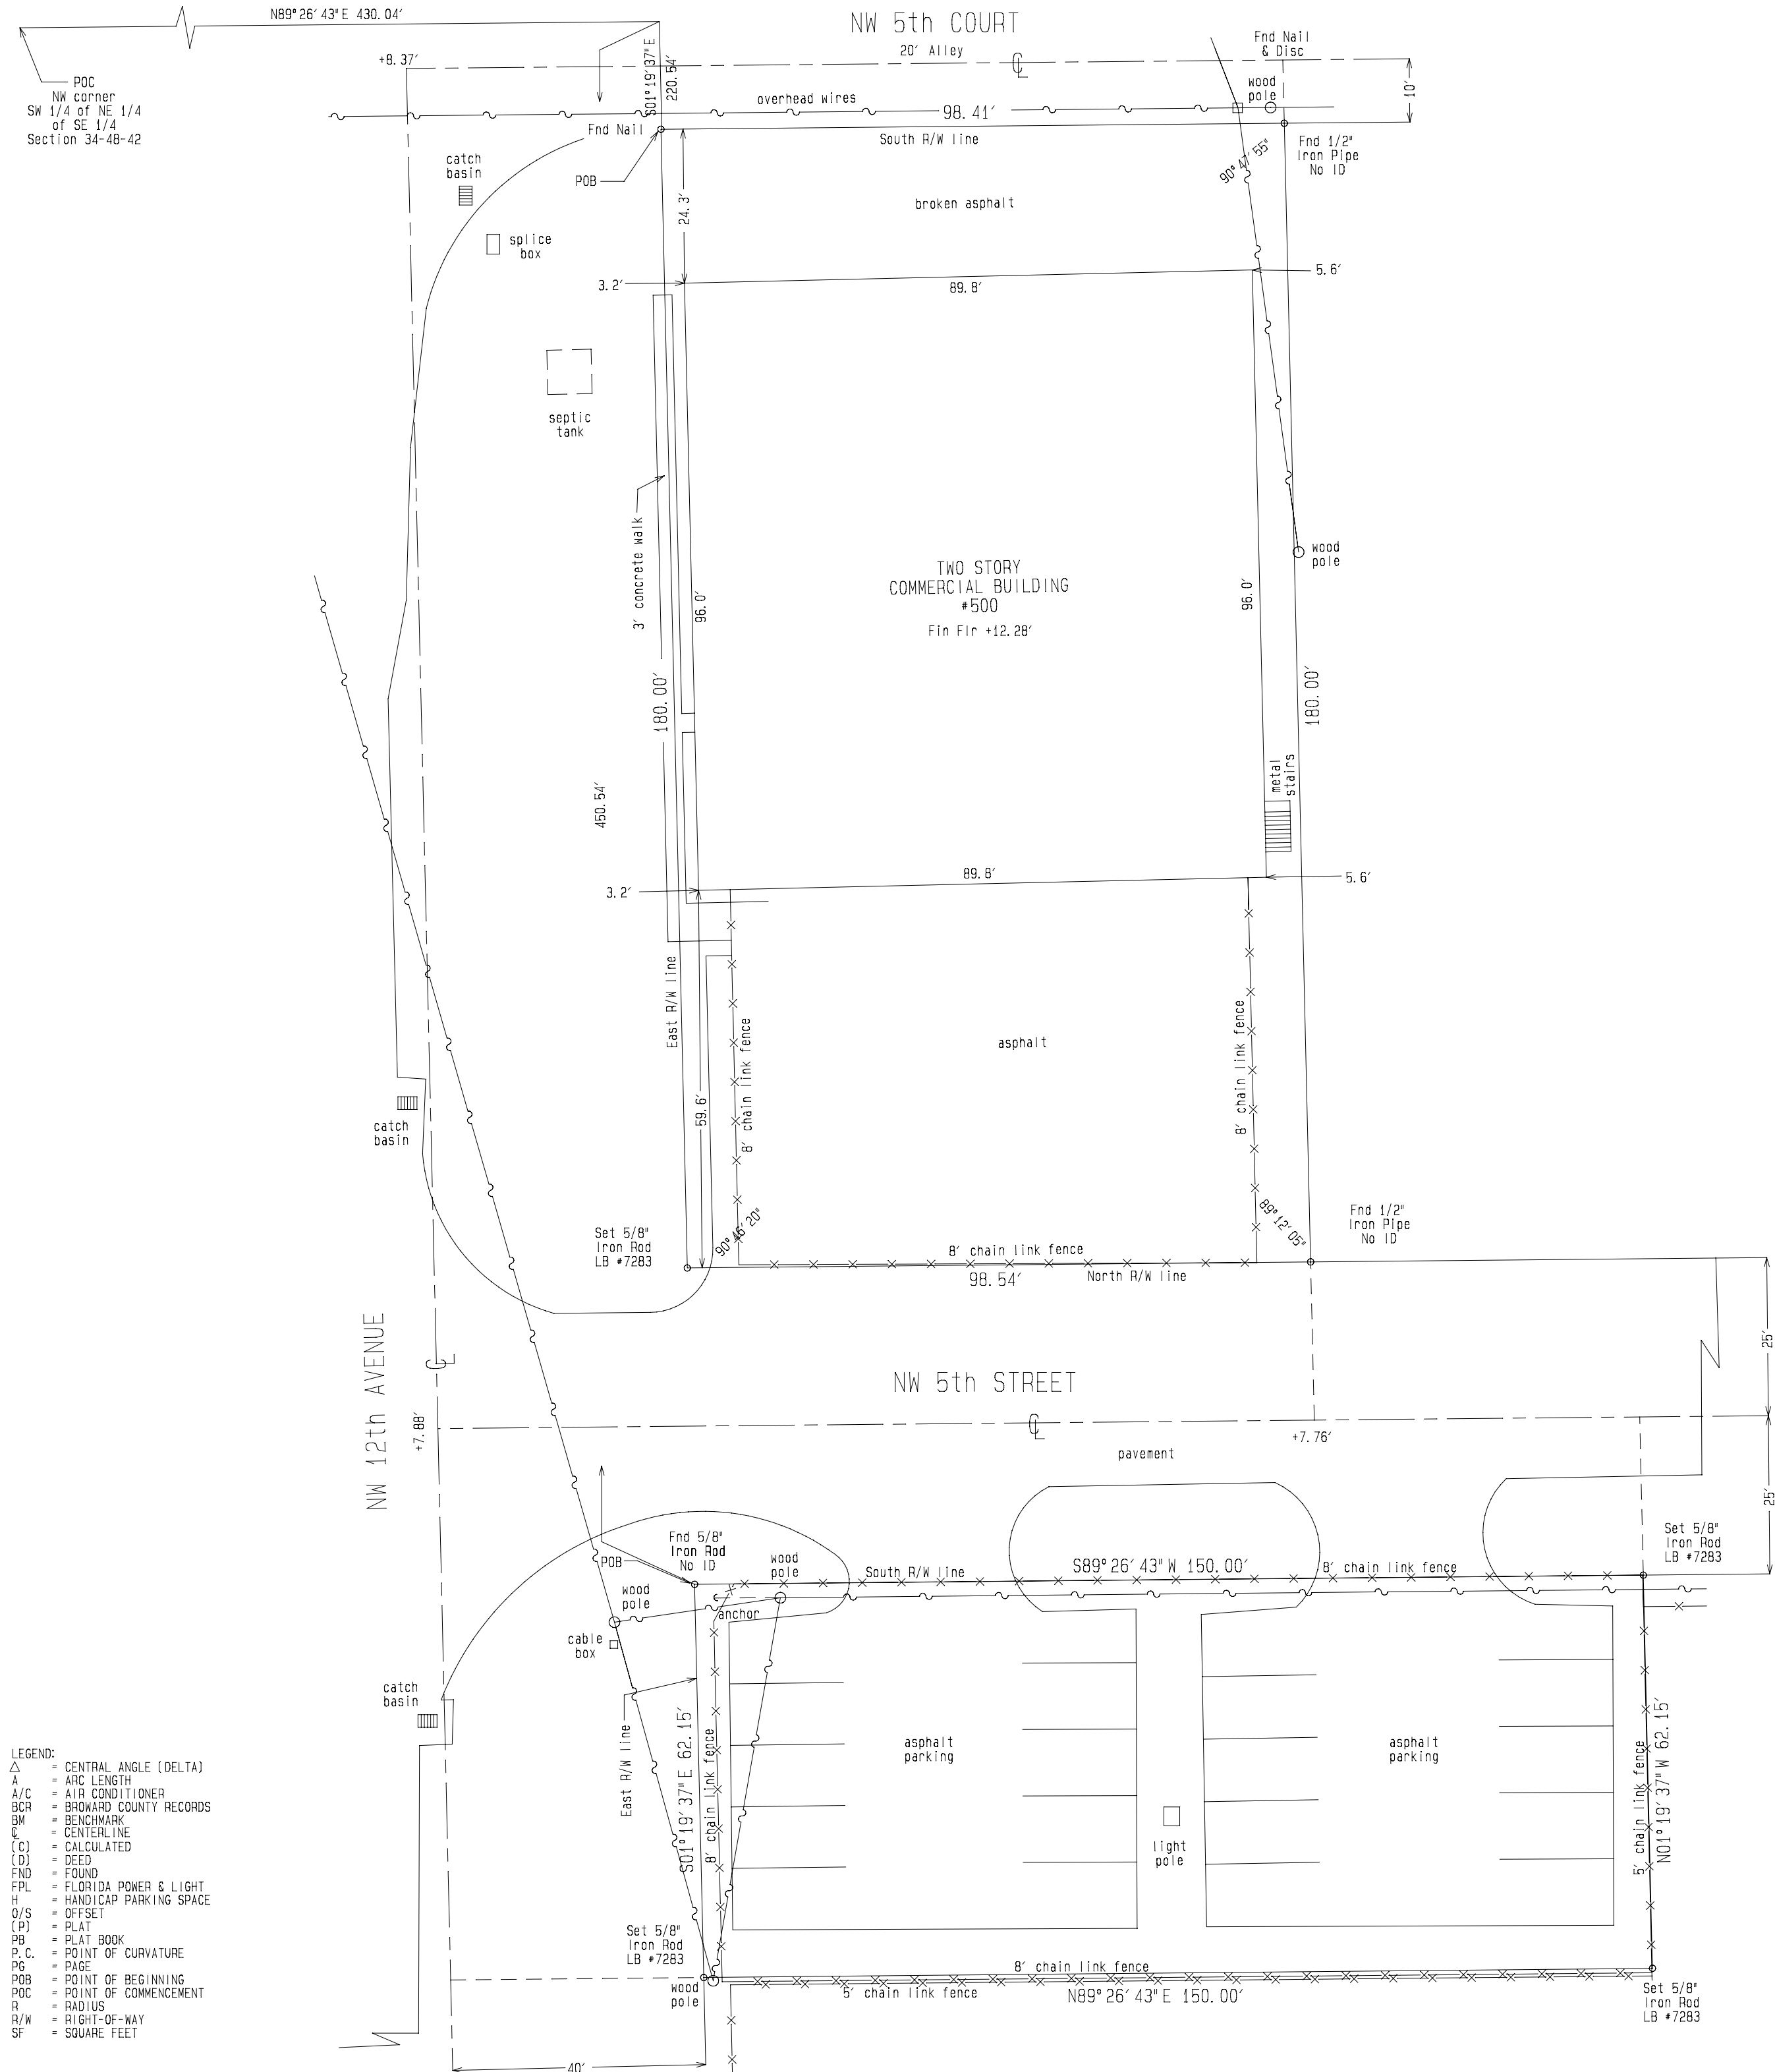 N89°26'43"E 430.04'
NW 5th COURT
20' Alley
Fnd Nail
& Disc
+8.37'
S01°19'37"E
220.54'
POC
NW corner
SW 1/4 of NE 1/4
of SE 1/4
Section 34-48-42
wood
pole
10'
overhead wires
98.41'
Fnd Nail
South R/W line
Fnd 1/2"
Iron Pipe
No ID
90°47'55"
catch
basin
POB
24.3'
broken asphalt
splice
box
3.2'
89.8'
5.6'
septic
tank
3' concrete walk
wood
pole
TWO STORY
COMMERCIAL BUILDING
#500
Fin Flr +12.28'
96.0'
96.0'
180.00'
180.00'
450.54'
metal
stairs
3.2'
89.8'
5.6'
East R/W line
8' chain link fence
asphalt
8' chain link fence
59.6'
catch
basin
Set 5/8"
Iron Rod
LB #7283
90°46'20"
89°12'05"
Fnd 1/2"
Iron Pipe
No ID
8' chain link fence
98.54'
North R/W line
25'
NW 12th AVENUE
NW 5th STREET
+7.88'
+7.76'
pavement
25'
Fnd 5/8"
Iron Rod
No ID
POB
wood
pole
South R/W line
S89°26'43"W 150.00'
8' chain link fence
Set 5/8"
Iron Rod
LB #7283
wood
pole
anchor
cable
box
catch
basin
East R/W line
S01°19'37"E 62.15'
8' chain link fence
asphalt
parking
asphalt
parking
light
pole
5' chain link fence
N01°19'37"W 62.15'
LEGEND:
△ = CENTRAL ANGLE (DELTA)
A = ARC LENGTH
A/C = AIR CONDITIONER
BCR = BROWARD COUNTY RECORDS
BM = BENCHMARK
℄ = CENTERLINE
(C) = CALCULATED
(D) = DEED
FND = FOUND
FPL = FLORIDA POWER & LIGHT
H = HANDICAP PARKING SPACE
O/S = OFFSET
(P) = PLAT
PB = PLAT BOOK
P.C. = POINT OF CURVATURE
PG = PAGE
POB = POINT OF BEGINNING
POC = POINT OF COMMENCEMENT
R = RADIUS
R/W = RIGHT-OF-WAY
SF = SQUARE FEET
Set 5/8"
Iron Rod
LB #7283
wood
pole
8' chain link fence
5' chain link fence
N89°26'43"E 150.00'
Set 5/8"
Iron Rod
LB #7283
40'